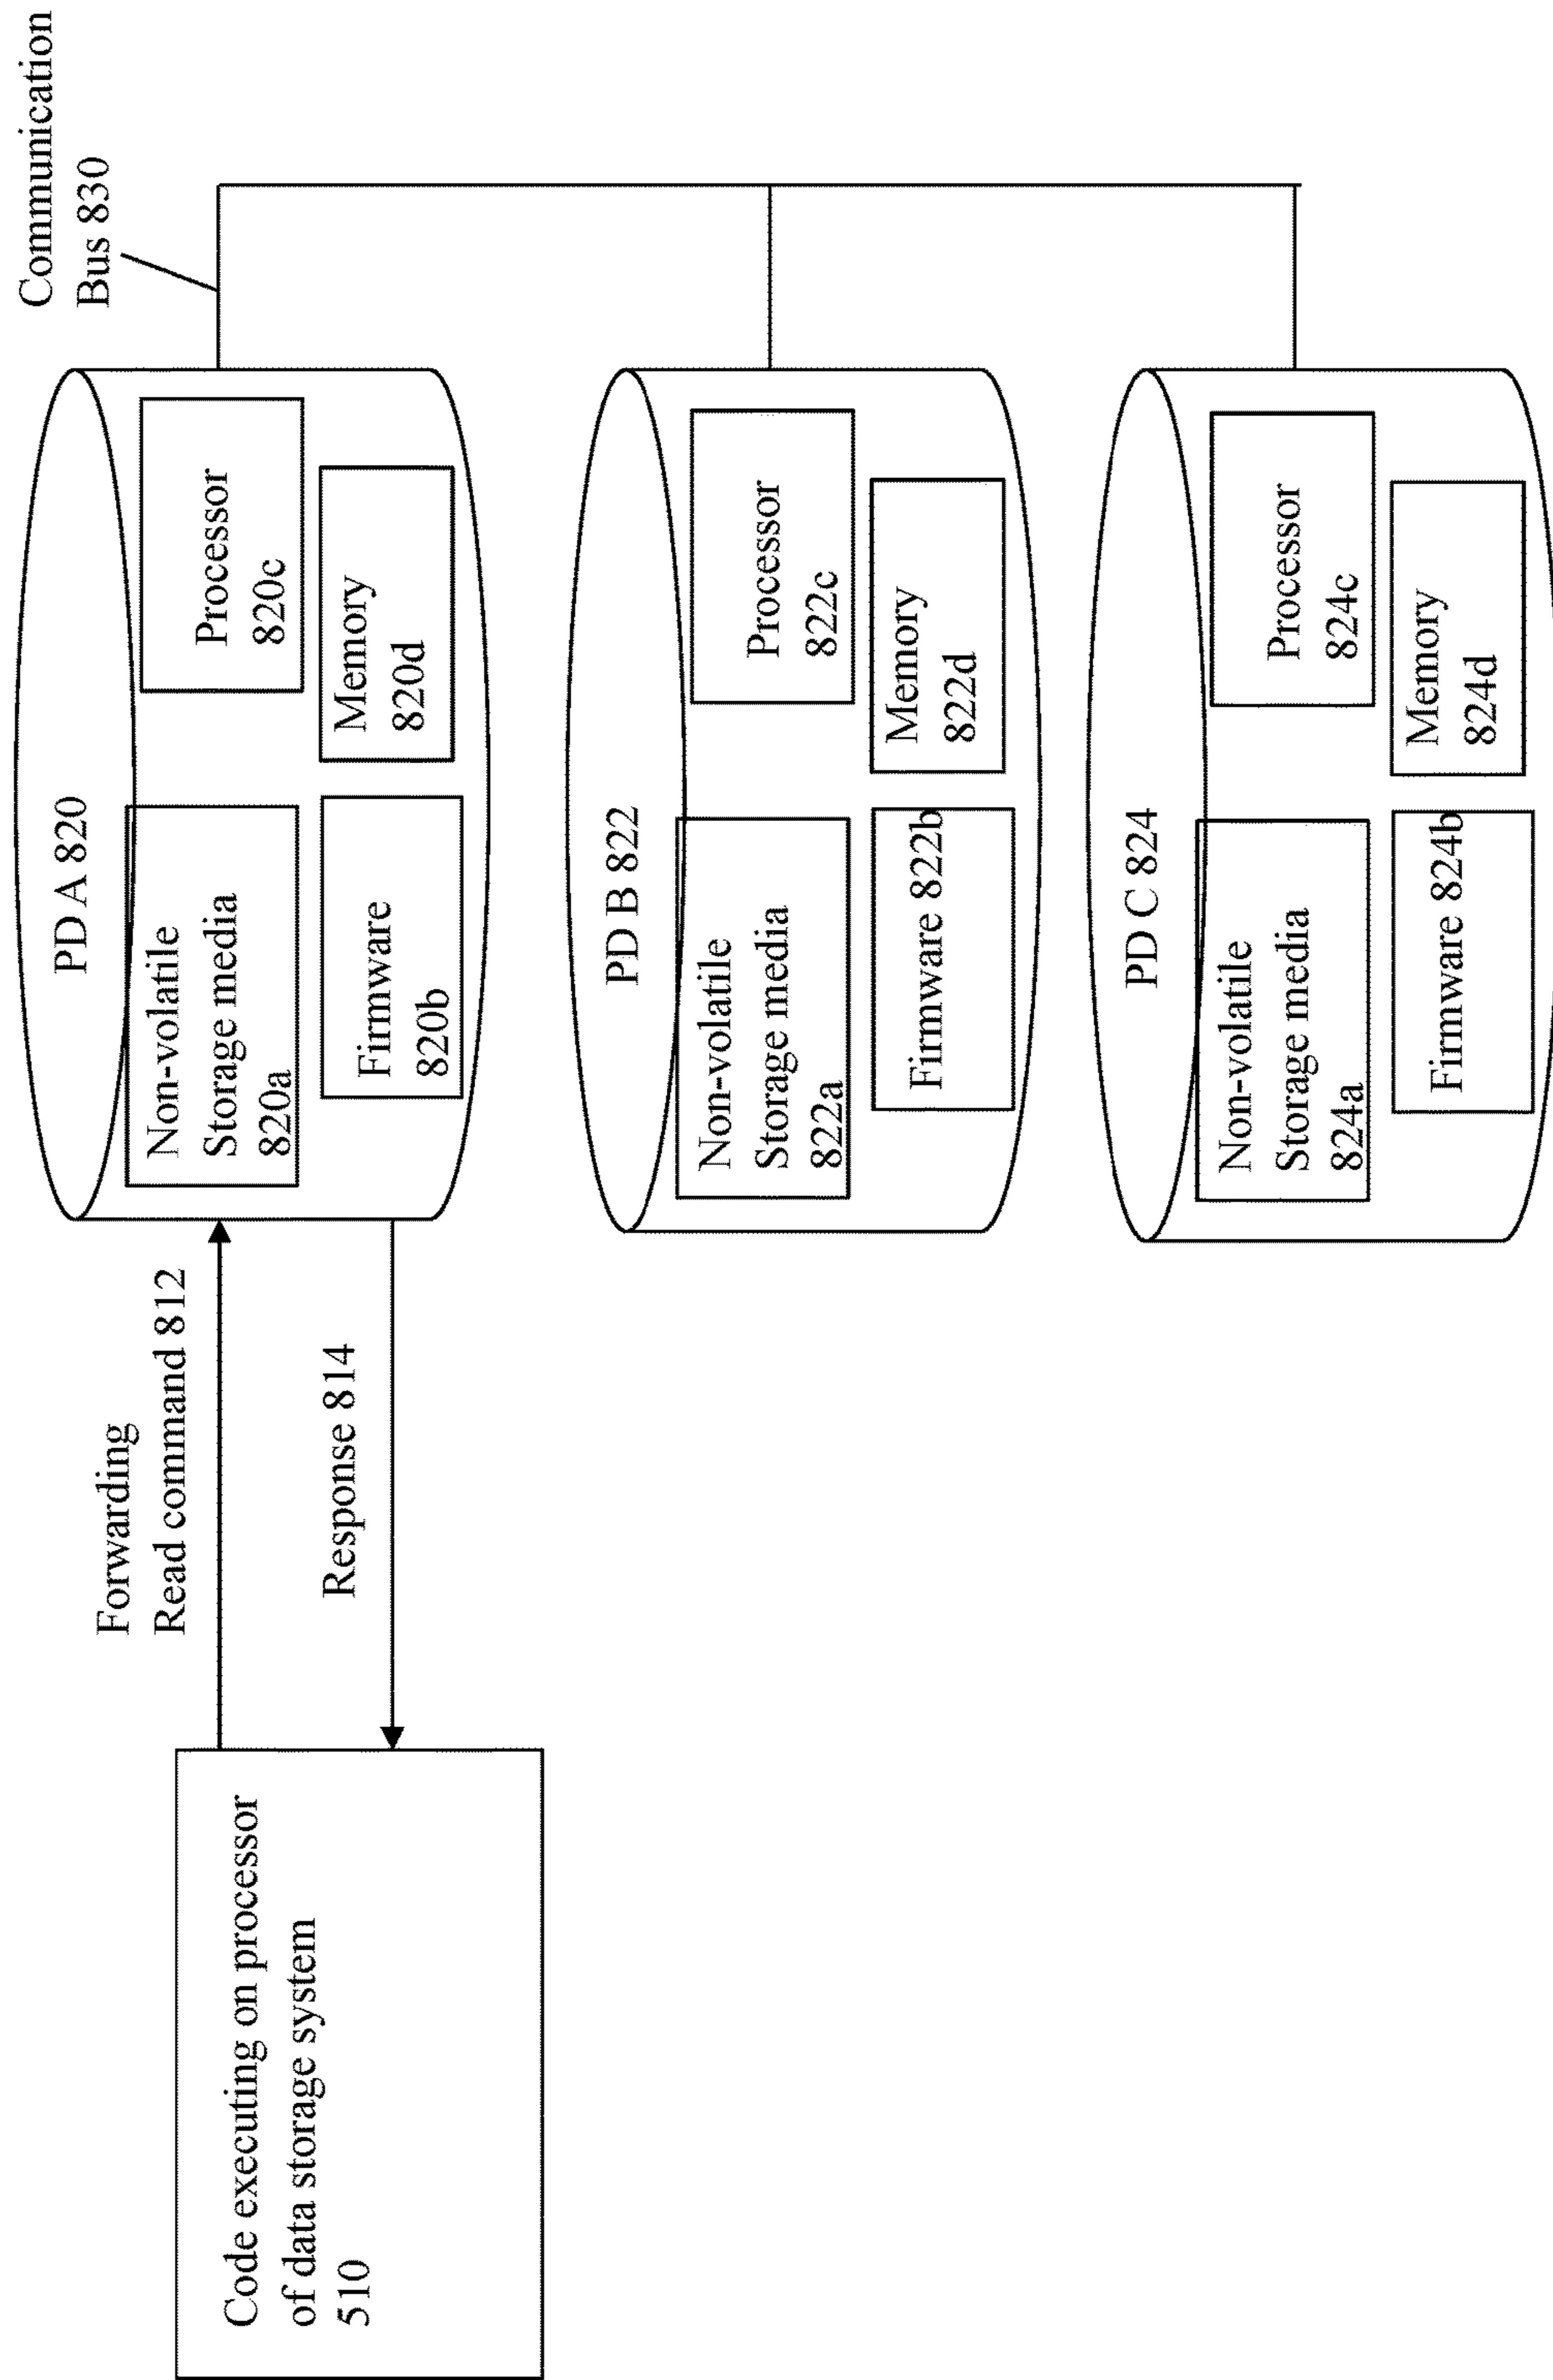 Communication
Bus 830
PD A 820
Non-volatile
Storage media
820a
Processor
820c
Firmware
820b
Memory
820d
Forwarding
Read command 812
Response 814
Code executing on processor
of data storage system
510
PD B 822
Non-volatile
Storage media
822a
Processor
822c
Firmware 822b
Memory
822d
PD C 824
Non-volatile
Storage media
824a
Processor
824c
Firmware 824b
Memory
824d